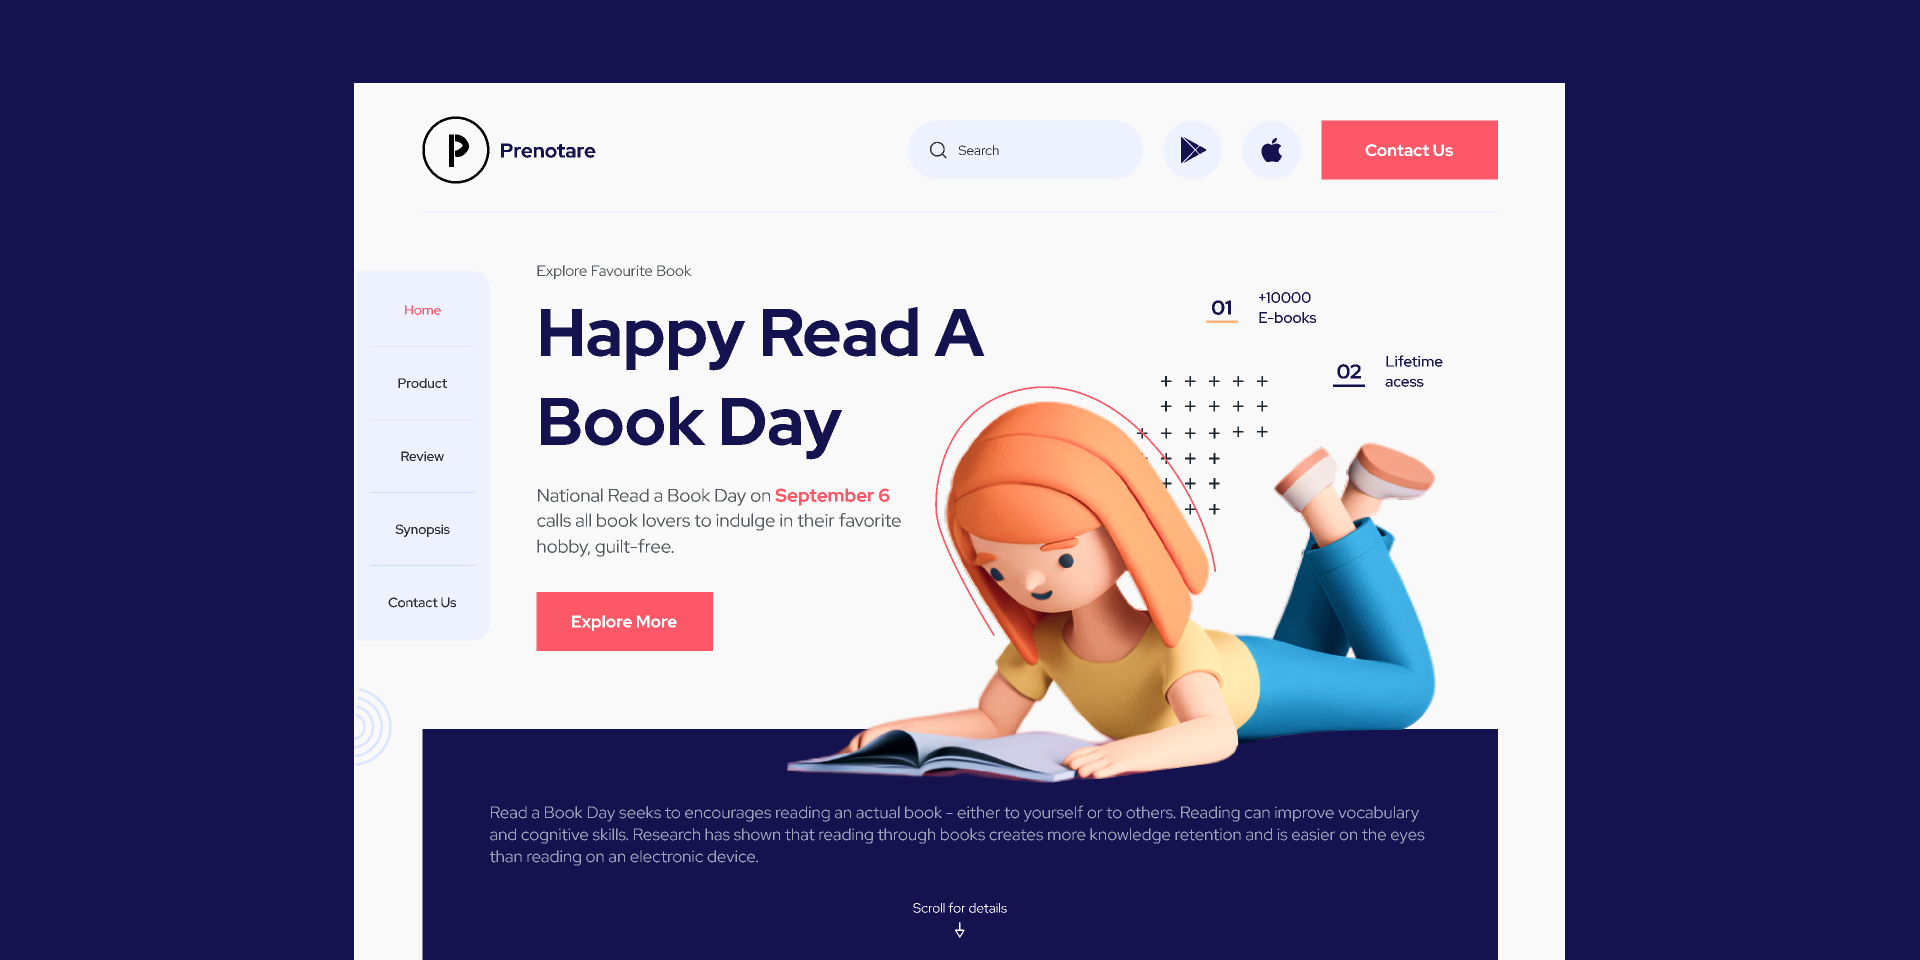 Prenotare
Search
Contact Us
Home
Product
Review
Synopsis
Contact Us
Explore Favourite Book
Happy Read A
Book Day
National Read a Book Day on September 6
calls all book lovers to indulge in their favorite
hobby, guilt-free.
Explore More
01
+10000
E-books
02
Lifetime
acess
Read a Book Day seeks to encourages reading an actual book - either to yourself or to others. Reading can improve vocabulary
and cognitive skills. Research has shown that reading through books creates more knowledge retention and is easier on the eyes
than reading on an electronic device.
Scroll for details